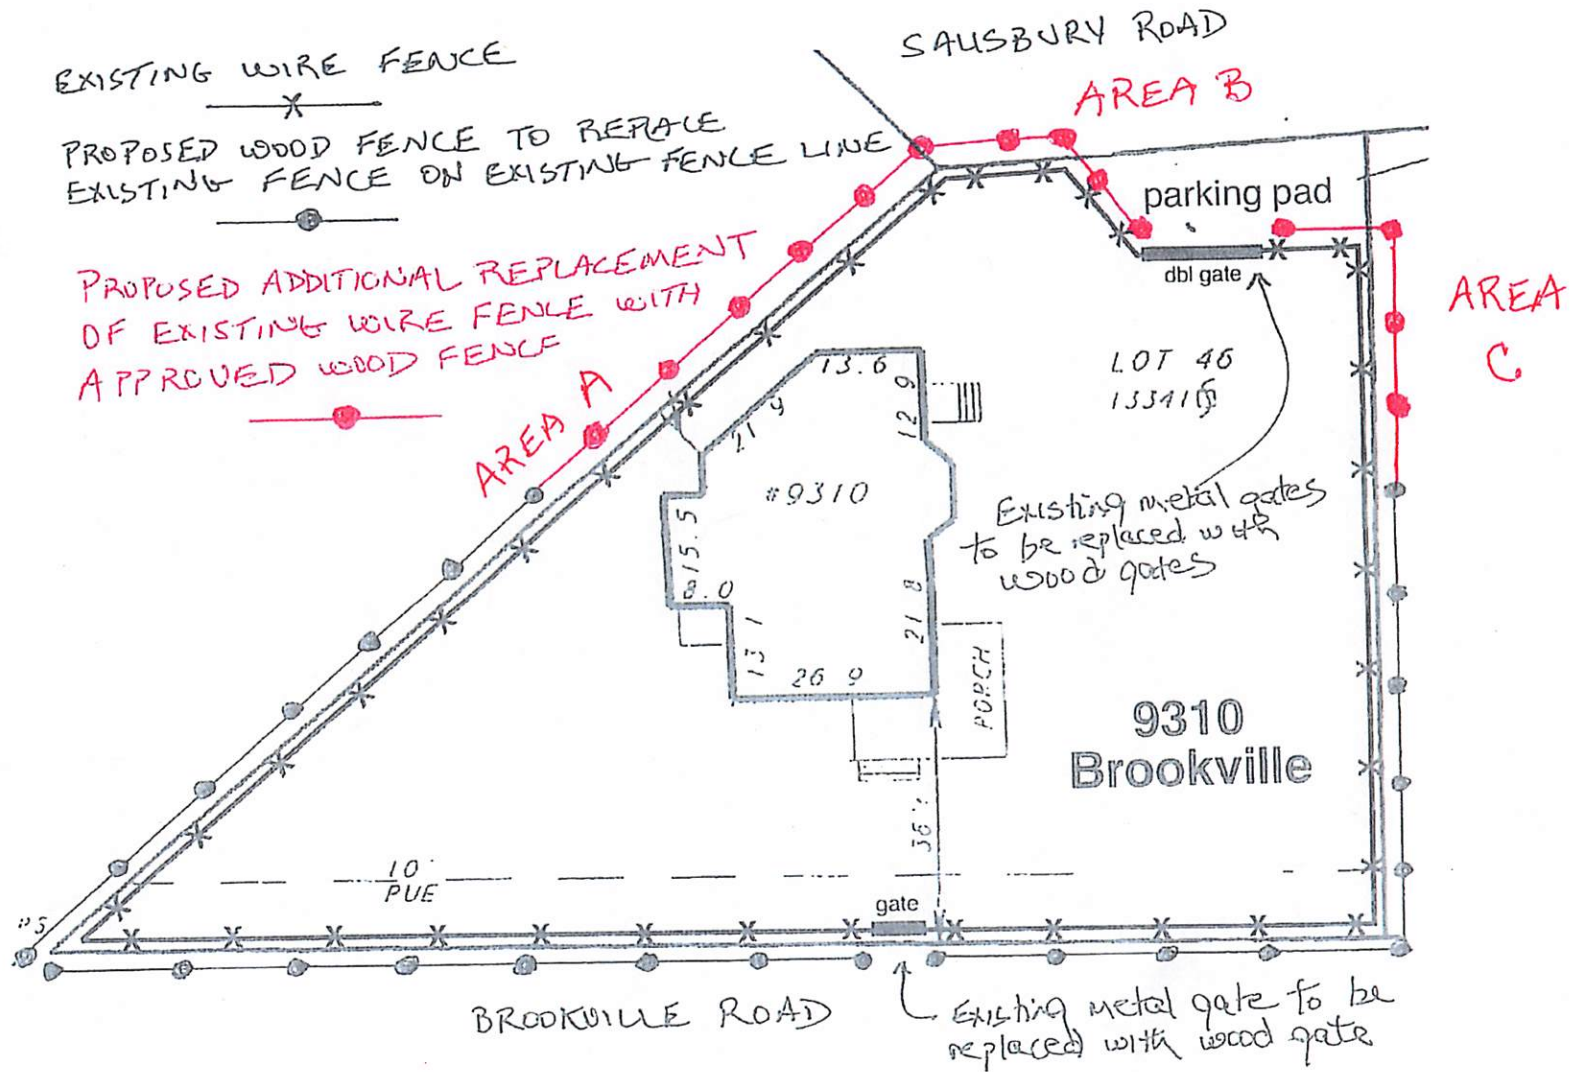 EXISTING WIRE FENCE
PROPOSED WOOD FENCE TO REPLACE
EXISTING FENCE ON EXISTING FENCE LINE
PROPOSED ADDITIONAL REPLACEMENT
OF EXISTING WIRE FENCE WITH
APPROVED WOOD FENCE
SALISBURY ROAD
AREA B
parking pad
dbl gate
AREA
C
LOT 46
AREA A
13.6
12 9
21 4
#9310
15.5
8.0
13 1
26 9
21 8
PORCH
Existing metal gates
to be replaced with
wood gates
9310
Brookville
36
10'
PUE
gate
BROOKVILLE ROAD
Existing metal gate to be
replaced with wood gate